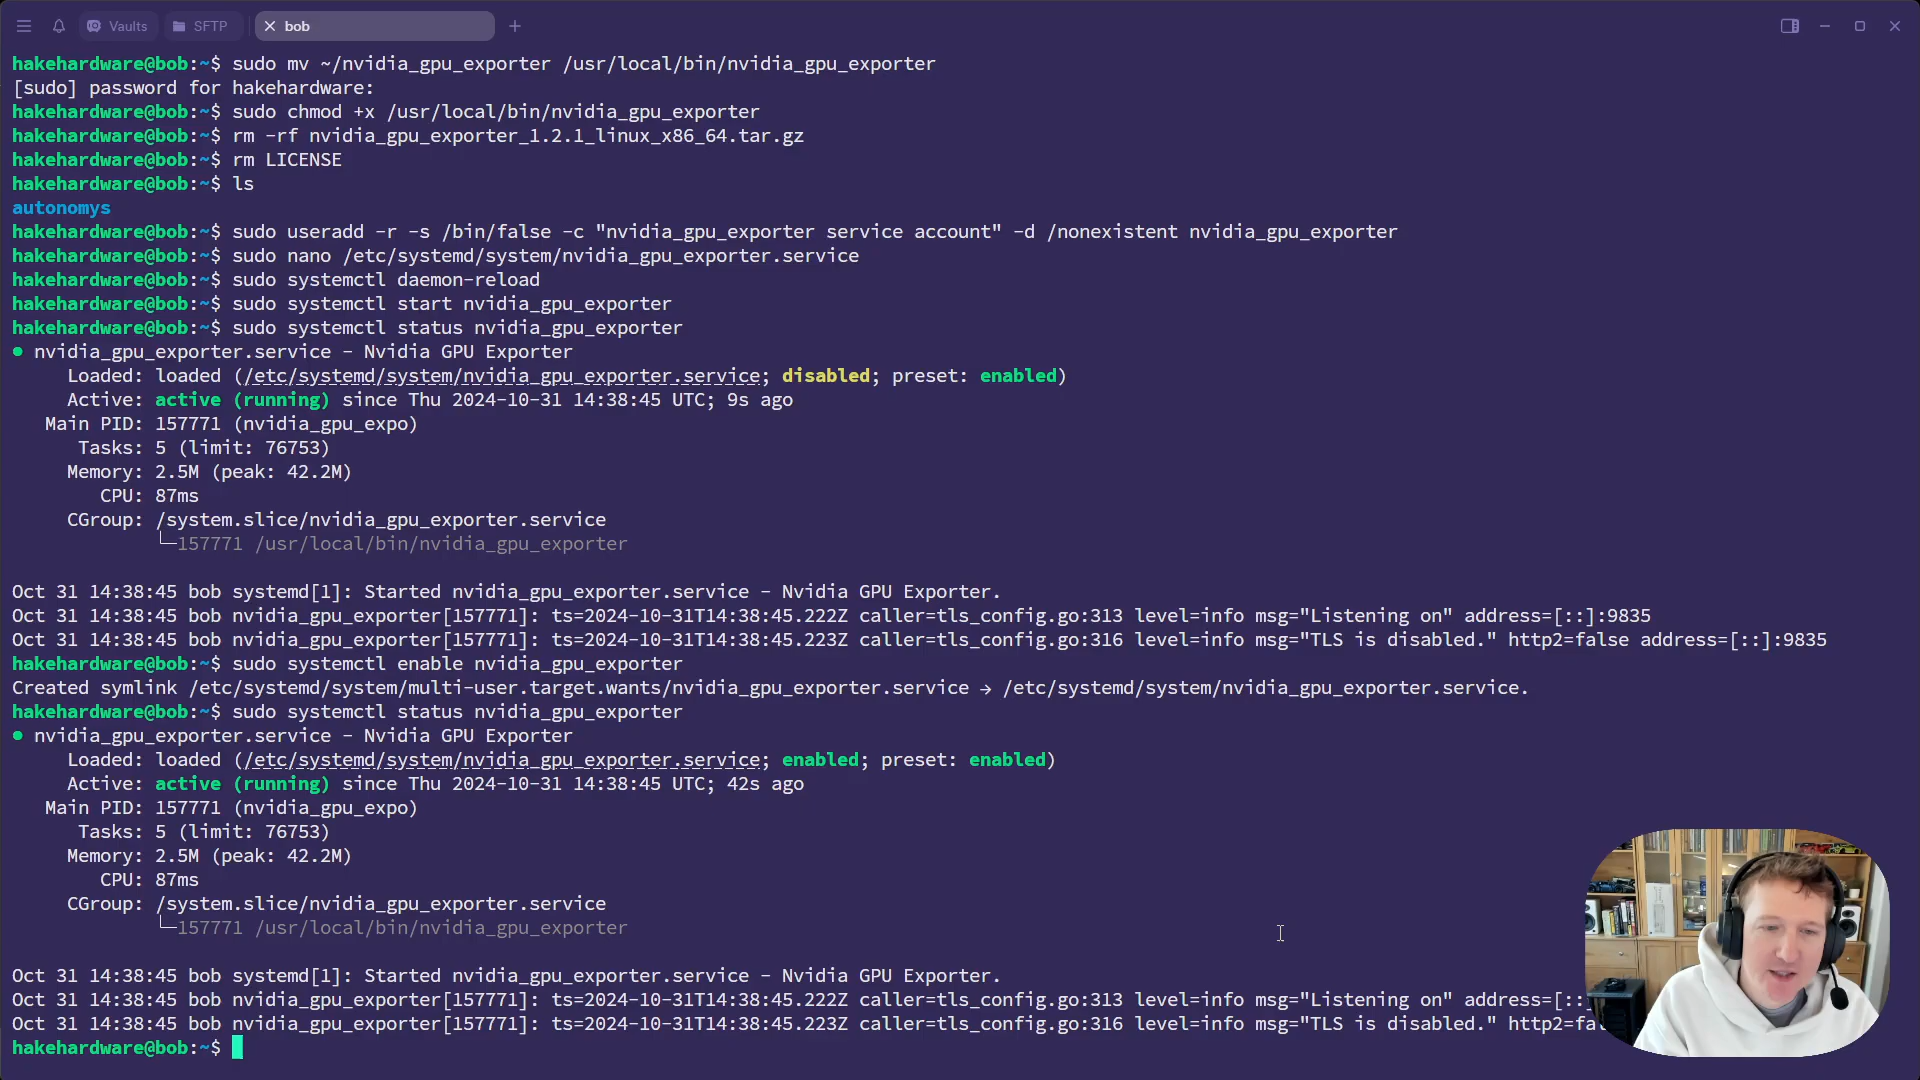 Vaults SFTP bob
hakehardware@bob:~$ sudo mv ~/nvidia_gpu_exporter /usr/local/bin/nvidia_gpu_exporter
[sudo] password for hakehardware:
hakehardware@bob:~$ sudo chmod +x /usr/local/bin/nvidia_gpu_exporter
hakehardware@bob:~$ rm -rf nvidia_gpu_exporter_1.2.1_linux_x86_64.tar.gz
hakehardware@bob:~$ rm LICENSE
hakehardware@bob:~$ ls
autonomys
hakehardware@bob:~$ sudo useradd -r -s /bin/false -c "nvidia_gpu_exporter service account" -d /nonexistent nvidia_gpu_exporter
hakehardware@bob:~$ sudo nano /etc/systemd/system/nvidia_gpu_exporter.service
hakehardware@bob:~$ sudo systemctl daemon-reload
hakehardware@bob:~$ sudo systemctl start nvidia_gpu_exporter
hakehardware@bob:~$ sudo systemctl status nvidia_gpu_exporter
● nvidia_gpu_exporter.service - Nvidia GPU Exporter
Loaded: loaded (/etc/systemd/system/nvidia_gpu_exporter.service; disabled; preset: enabled)
Active: active (running) since Thu 2024-10-31 14:38:45 UTC; 9s ago
Main PID: 157771 (nvidia_gpu_expo)
Tasks: 5 (limit: 76753)
Memory: 2.5M (peak: 42.2M)
CPU: 87ms
CGroup: /system.slice/nvidia_gpu_exporter.service
└─157771 /usr/local/bin/nvidia_gpu_exporter
Oct 31 14:38:45 bob systemd[1]: Started nvidia_gpu_exporter.service - Nvidia GPU Exporter.
Oct 31 14:38:45 bob nvidia_gpu_exporter[157771]: ts=2024-10-31T14:38:45.222Z caller=tls_config.go:313 level=info msg="Listening on" address=[::]:9835
Oct 31 14:38:45 bob nvidia_gpu_exporter[157771]: ts=2024-10-31T14:38:45.223Z caller=tls_config.go:316 level=info msg="TLS is disabled." http2=false address=[::]:9835
hakehardware@bob:~$ sudo systemctl enable nvidia_gpu_exporter
Created symlink /etc/systemd/system/multi-user.target.wants/nvidia_gpu_exporter.service → /etc/systemd/system/nvidia_gpu_exporter.service.
hakehardware@bob:~$ sudo systemctl status nvidia_gpu_exporter
● nvidia_gpu_exporter.service - Nvidia GPU Exporter
Loaded: loaded (/etc/systemd/system/nvidia_gpu_exporter.service; enabled; preset: enabled)
Active: active (running) since Thu 2024-10-31 14:38:45 UTC; 42s ago
Main PID: 157771 (nvidia_gpu_expo)
Tasks: 5 (limit: 76753)
Memory: 2.5M (peak: 42.2M)
CPU: 87ms
CGroup: /system.slice/nvidia_gpu_exporter.service
└─157771 /usr/local/bin/nvidia_gpu_exporter
Oct 31 14:38:45 bob systemd[1]: Started nvidia_gpu_exporter.service - Nvidia GPU Exporter.
Oct 31 14:38:45 bob nvidia_gpu_exporter[157771]: ts=2024-10-31T14:38:45.222Z caller=tls_config.go:313 level=info msg="Listening on" address=[::
Oct 31 14:38:45 bob nvidia_gpu_exporter[157771]: ts=2024-10-31T14:38:45.223Z caller=tls_config.go:316 level=info msg="TLS is disabled." http2=fa
hakehardware@bob:~$